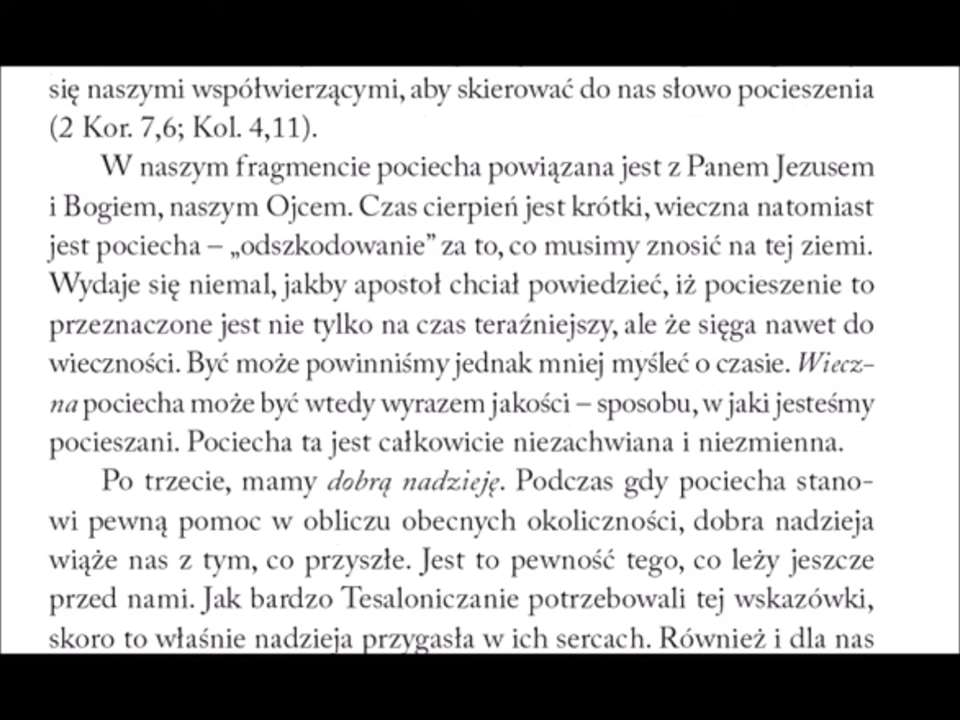 się naszymi współwierzącymi, aby skierować do nas słowo pocieszenia
(2 Kor. 7,6; Kol. 4,11).
W naszym fragmencie pociecha powiązana jest z Panem Jezusem
i Bogiem, naszym Ojcem. Czas cierpień jest krótki, wieczna natomiast
jest pociecha – „odszkodowanie” za to, co musimy znosić na tej ziemi.
Wydaje się niemal, jakby apostoł chciał powiedzieć, iż pocieszenie to
przeznaczone jest nie tylko na czas teraźniejszy, ale że sięga nawet do
wieczności. Być może powinniśmy jednak mniej myśleć o czasie. Wiecz-
na pociecha może być wtedy wyrazem jakości – sposobu, w jaki jesteśmy
pocieszani. Pociecha ta jest całkowicie niezachwiana i niezmienna.
Po trzecie, mamy dobrą nadzieję. Podczas gdy pociecha stano-
wi pewną pomoc w obliczu obecnych okoliczności, dobra nadzieja
wiąże nas z tym, co przyszłe. Jest to pewność tego, co leży jeszcze
przed nami. Jak bardzo Tesaloniczanie potrzebowali tej wskazówki,
skoro to właśnie nadzieja przygasła w ich sercach. Również i dla nas